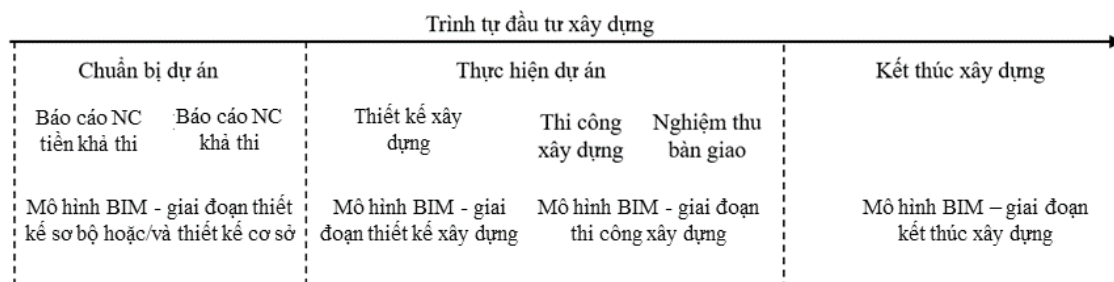 Trình tự đầu tư xây dựng
Chuẩn bị dự án
Thực hiện dự án
Kết thúc xây dựng
Báo cáo NC
tiền khả thi
Báo cáo NC
khả thi
Thiết kế xây
dựng
Thi công
xây dựng
Nghiệm thu
bàn giao
Mô hình BIM - giai đoạn thiết
kế sơ bộ hoặc/và thiết kế cơ sở
Mô hình BIM - giai
đoạn thiết kế xây dựng
Mô hình BIM - giai đoạn
thi công xây dựng
Mô hình BIM – giai đoạn
kết thúc xây dựng